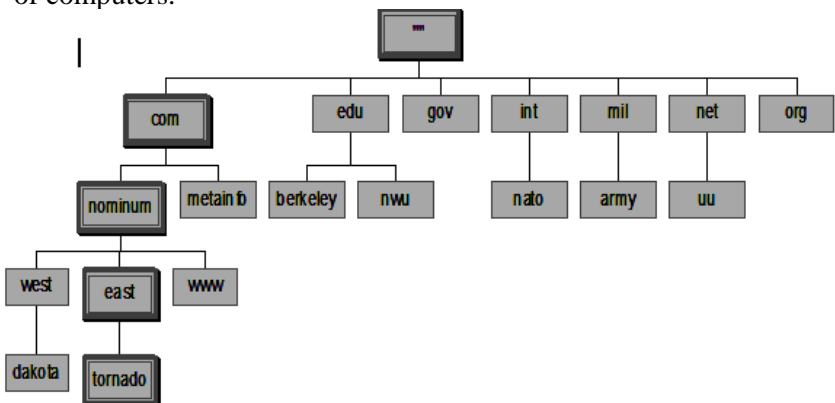 of computers.
""
com edu gov int mil net org
nominum metainfo berkeley nwu nato army uu
west east www
dakota tornado